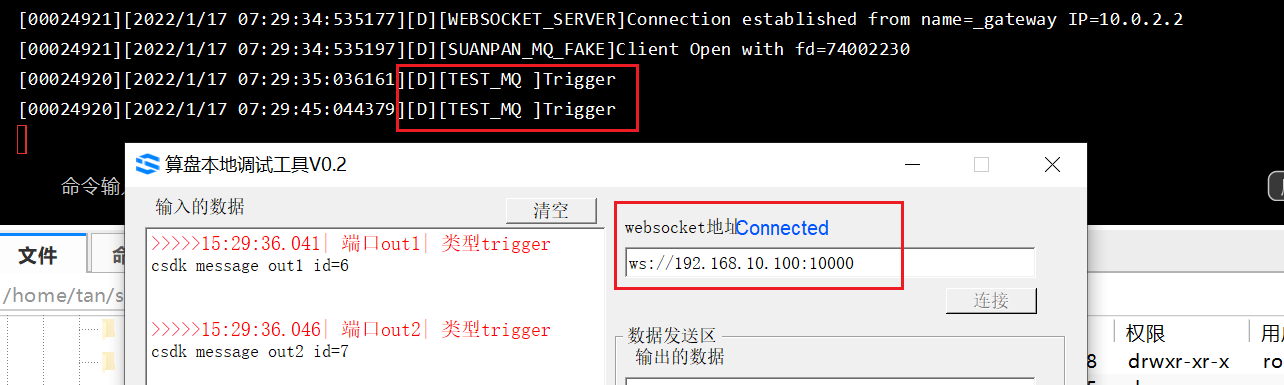 [00024921][2022/1/17 07:29:34:535177][D][WEBSOCKET_SERVER]Connection established from name=_gateway IP=10.0.2.2
[00024921][2022/1/17 07:29:34:535197][D][SUANPAN_MQ_FAKE]Client Open with fd=74002230
[00024920][2022/1/17 07:29:35:036161][D][TEST_MQ ]Trigger
[00024920][2022/1/17 07:29:45:044379][D][TEST_MQ ]Trigger
算盘本地调试工具V0.2
命令输
输入的数据
清空
websocket地址Connected
>>>>>15:29:36.041| 端口out1| 类型trigger
csdk message out1 id=6
ws://192.168.10.100:10000
文件
命
连接
/home/tan/s
>>>>>15:29:36.046| 端口out2| 类型trigger
csdk message out2 id=7
数据发送区
输出的数据
权限
用
8
drwxr-xr-x
ro